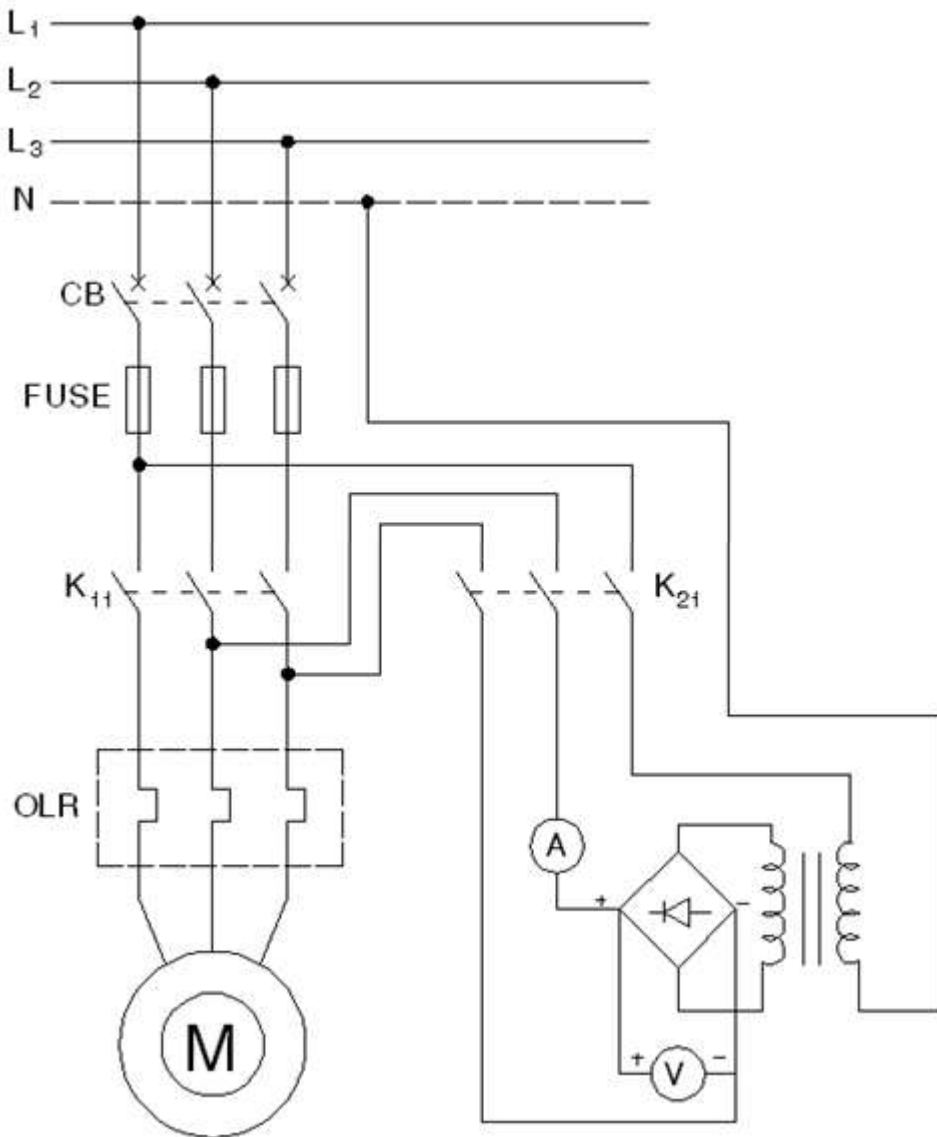 L₁
L₂
L₃
N
CB
FUSE
K₁₁
K₂₁
OLR
A
+
-
M
+
V
-